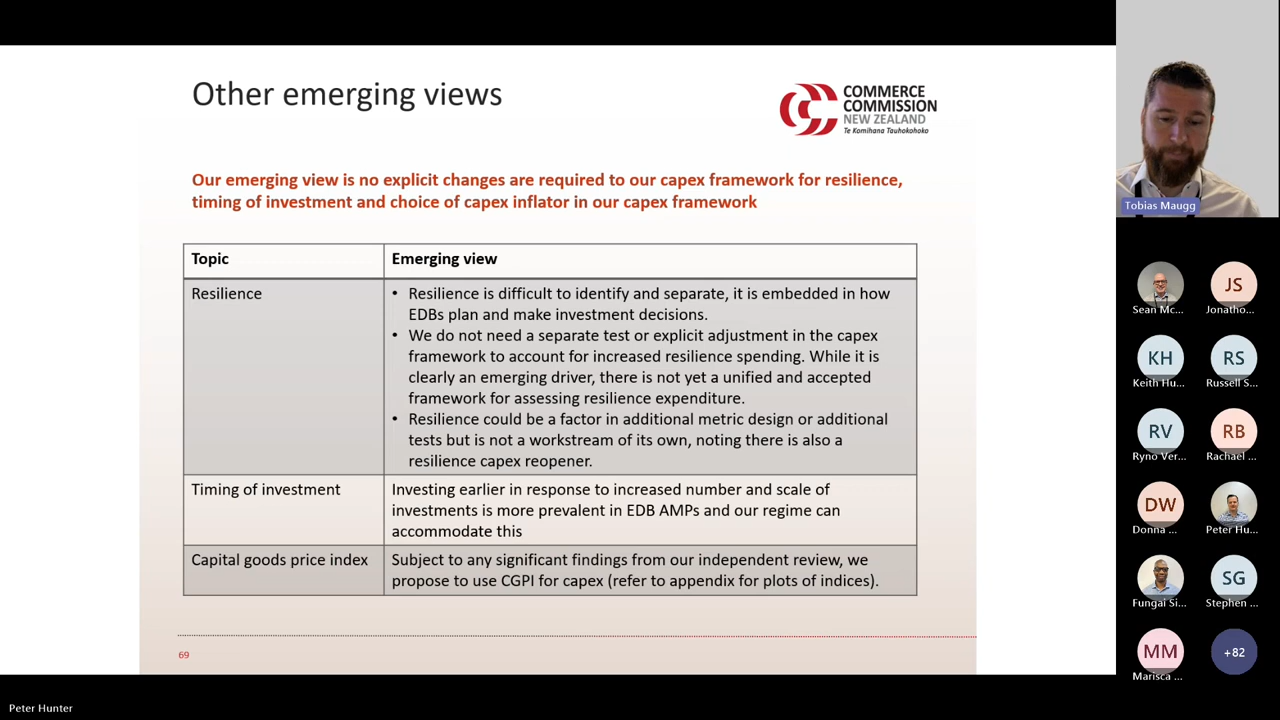 Other emerging views
COMMERCE
COMMISSION
NEW ZEALAND
Te Komihana Tauhokohoko
Our emerging view is no explicit changes are required to our capex framework for resilience,
timing of investment and choice of capex inflator in our capex framework
Topic
Emerging view
Resilience
• Resilience is difficult to identify and separate, it is embedded in how
EDBs plan and make investment decisions.
• We do not need a separate test or explicit adjustment in the capex
framework to account for increased resilience spending. While it is
clearly an emerging driver, there is not yet a unified and accepted
framework for assessing resilience expenditure.
• Resilience could be a factor in additional metric design or additional
tests but is not a workstream of its own, noting there is also a
resilience capex reopener.
Timing of investment
Investing earlier in response to increased number and scale of
investments is more prevalent in EDB AMPs and our regime can
accommodate this
Capital goods price index
Subject to any significant findings from our independent review, we
propose to use CGPI for capex (refer to appendix for plots of indices).
69
Tobias Maugg
Sean Mc...
JS
Jonatho...
KH
Keith Hu...
RS
Russell S...
RV
Ryno Ver...
RB
Rachael ...
DW
Donna ...
Peter Hu...
Fungai Si...
SG
Stephen ...
MM
Marisca ...
+82
Peter Hunter